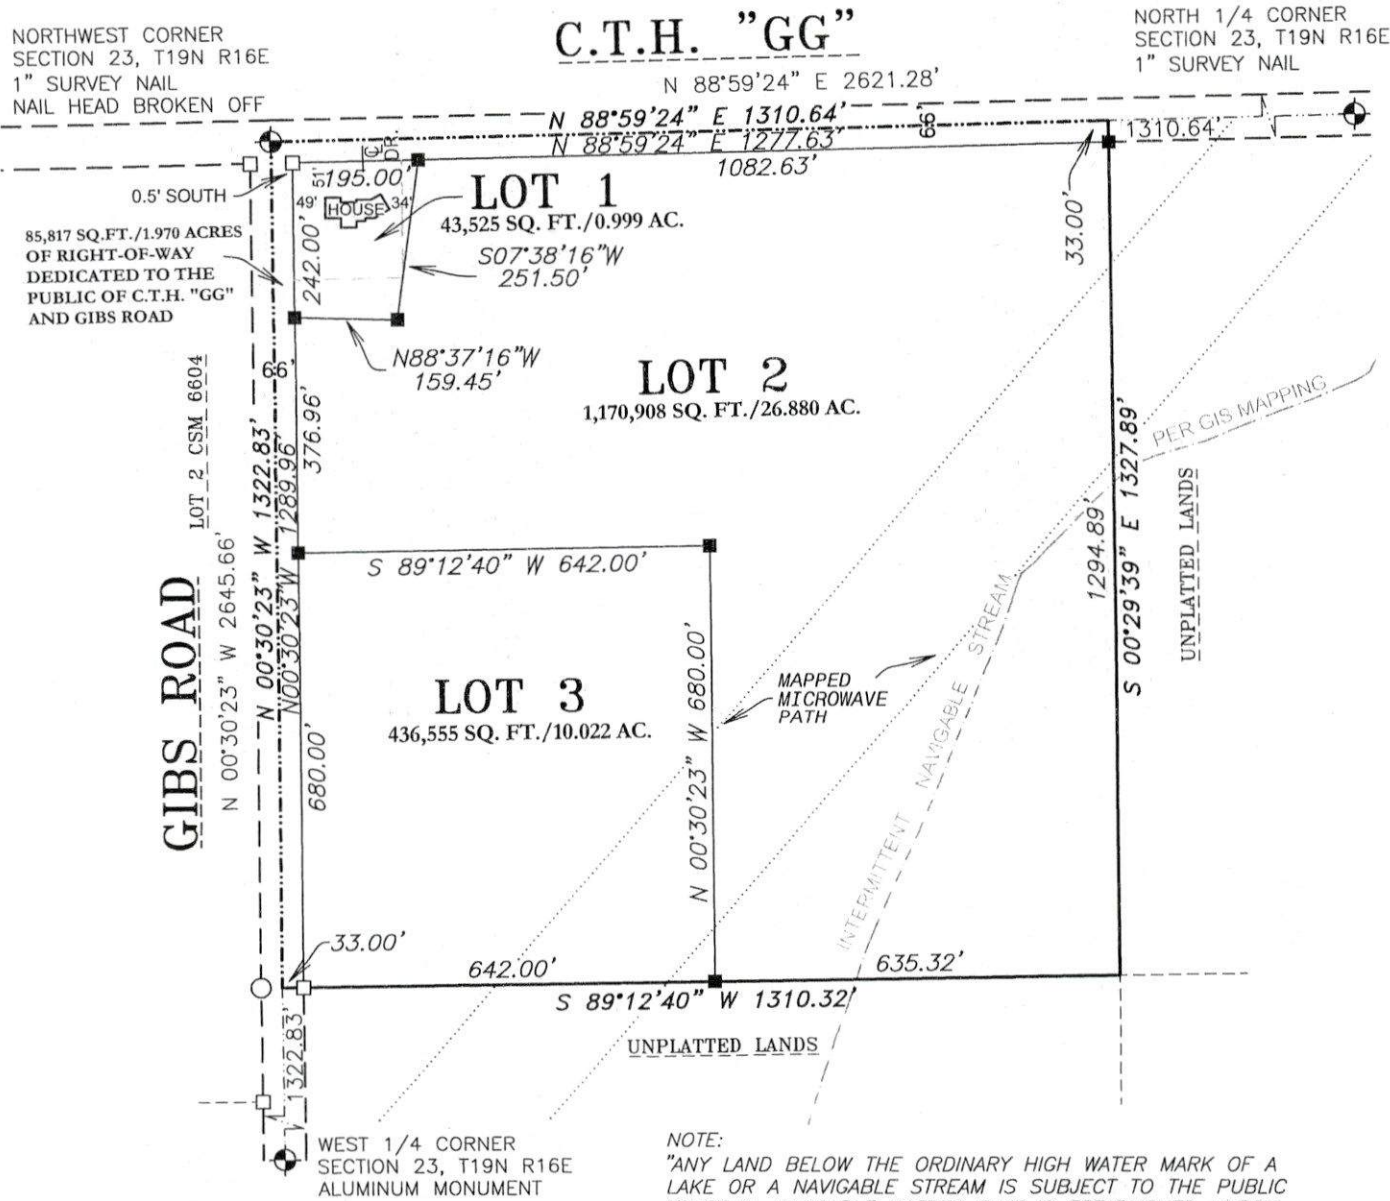 NORTHWEST CORNER
SECTION 23, T19N R16E
1" SURVEY NAIL
NAIL HEAD BROKEN OFF
C.T.H. "GG"
N 88°59'24" E 2621.28'
NORTH 1/4 CORNER
SECTION 23, T19N R16E
1" SURVEY NAIL
N 88°59'24" E 1310.64'
66'
1310.64'
N 88°59'24" E 1277.63'
1082.63'
℄
DR.
51'
195.00'
0.5' SOUTH
49'
HOUSE
34'
LOT 1
43,525 SQ. FT./0.999 AC.
85,817 SQ.FT./1.970 ACRES
OF RIGHT-OF-WAY
DEDICATED TO THE
PUBLIC OF C.T.H. "GG"
AND GIBS ROAD
242.00'
S07°38'16"W
251.50'
33.00'
N88°37'16"W
159.45'
66'
LOT 2
1,170,908 SQ. FT./26.880 AC.
PER GIS MAPPING
LOT 2 CSM 6604
N 00°30'23" W 1322.83'
N00°30'23"W 1289.96'
376.96'
S 89°12'40" W 642.00'
1294.89'
S 00°29'39" E 1327.89'
UNPLATTED LANDS
GIBS ROAD
N 00°30'23" W 2645.66'
680.00'
LOT 3
436,555 SQ. FT./10.022 AC.
N 00°30'23" W 680.00'
MAPPED
MICROWAVE
PATH
INTERMITTENT NAVIGABLE STREAM
33.00'
642.00'
635.32'
S 89°12'40" W 1310.32'
UNPLATTED LANDS
1322.83'
WEST 1/4 CORNER
SECTION 23, T19N R16E
ALUMINUM MONUMENT
NOTE:
"ANY LAND BELOW THE ORDINARY HIGH WATER MARK OF A
LAKE OR A NAVIGABLE STREAM IS SUBJECT TO THE PUBLIC